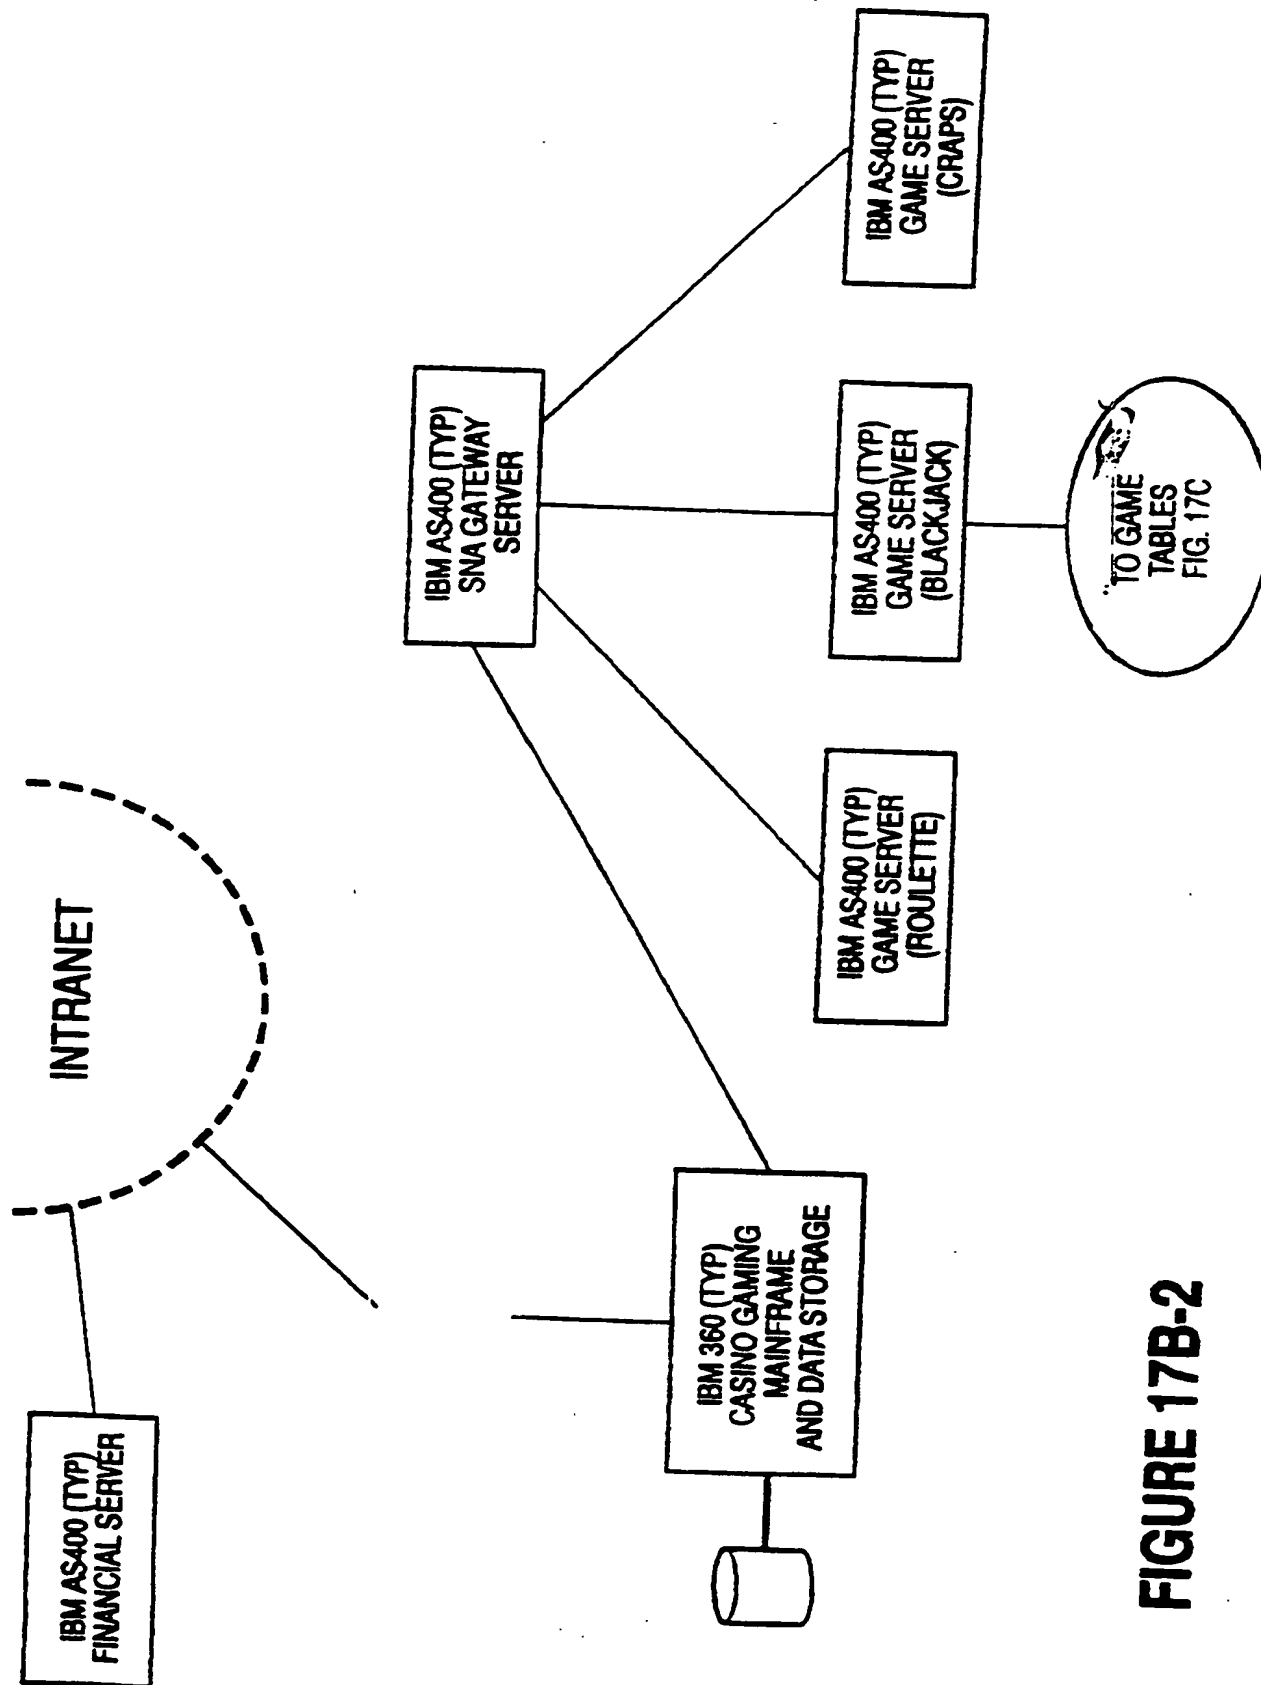 INTRANET
IBM AS400 (TYP)
FINANCIAL SERVER
IBM AS400 (TYP)
SNA GATEWAY
SERVER
IBM 360 (TYP)
CASINO GAMING
MAINFRAME
AND DATA STORAGE
IBM AS400 (TYP)
GAME SERVER
(ROULETTE)
IBM AS400 (TYP)
GAME SERVER
(BLACKJACK)
IBM AS400 (TYP)
GAME SERVER
(CRAPS)
TO GAME
TABLES
FIG. 17C
FIGURE 17B-2